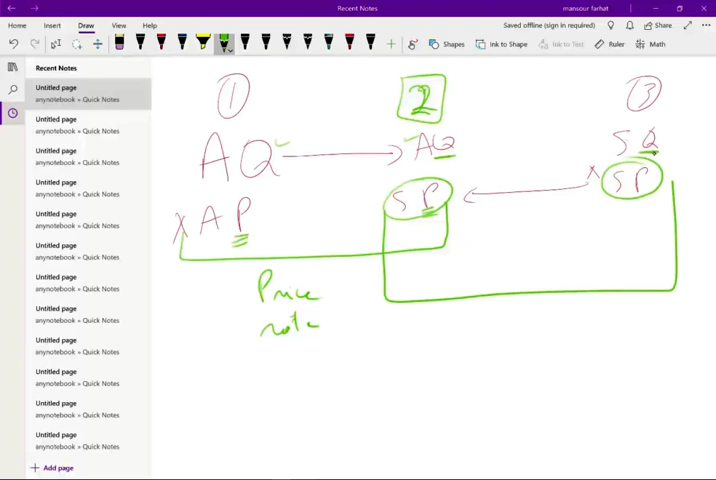 Recent Notes
mansour farhat
Home
Insert
Draw
View
Help
Saved offline (sign in required)
Share
Shapes
Ink to Shape
Ink to Text
Ruler
Math
Recent Notes
Untitled page
anynotebook » Quick Notes
Untitled page
anynotebook » Quick Notes
Untitled page
anynotebook » Quick Notes
Untitled page
anynotebook » Quick Notes
Untitled page
anynotebook » Quick Notes
Untitled page
anynotebook » Quick Notes
Untitled page
anynotebook » Quick Notes
Untitled page
anynotebook » Quick Notes
Untitled page
anynotebook » Quick Notes
Untitled page
anynotebook » Quick Notes
Untitled page
anynotebook » Quick Notes
Untitled page
anynotebook » Quick Notes
+ Add page
1 2 3
AQ AQ SQ
x AP SP x SP
Price
rate